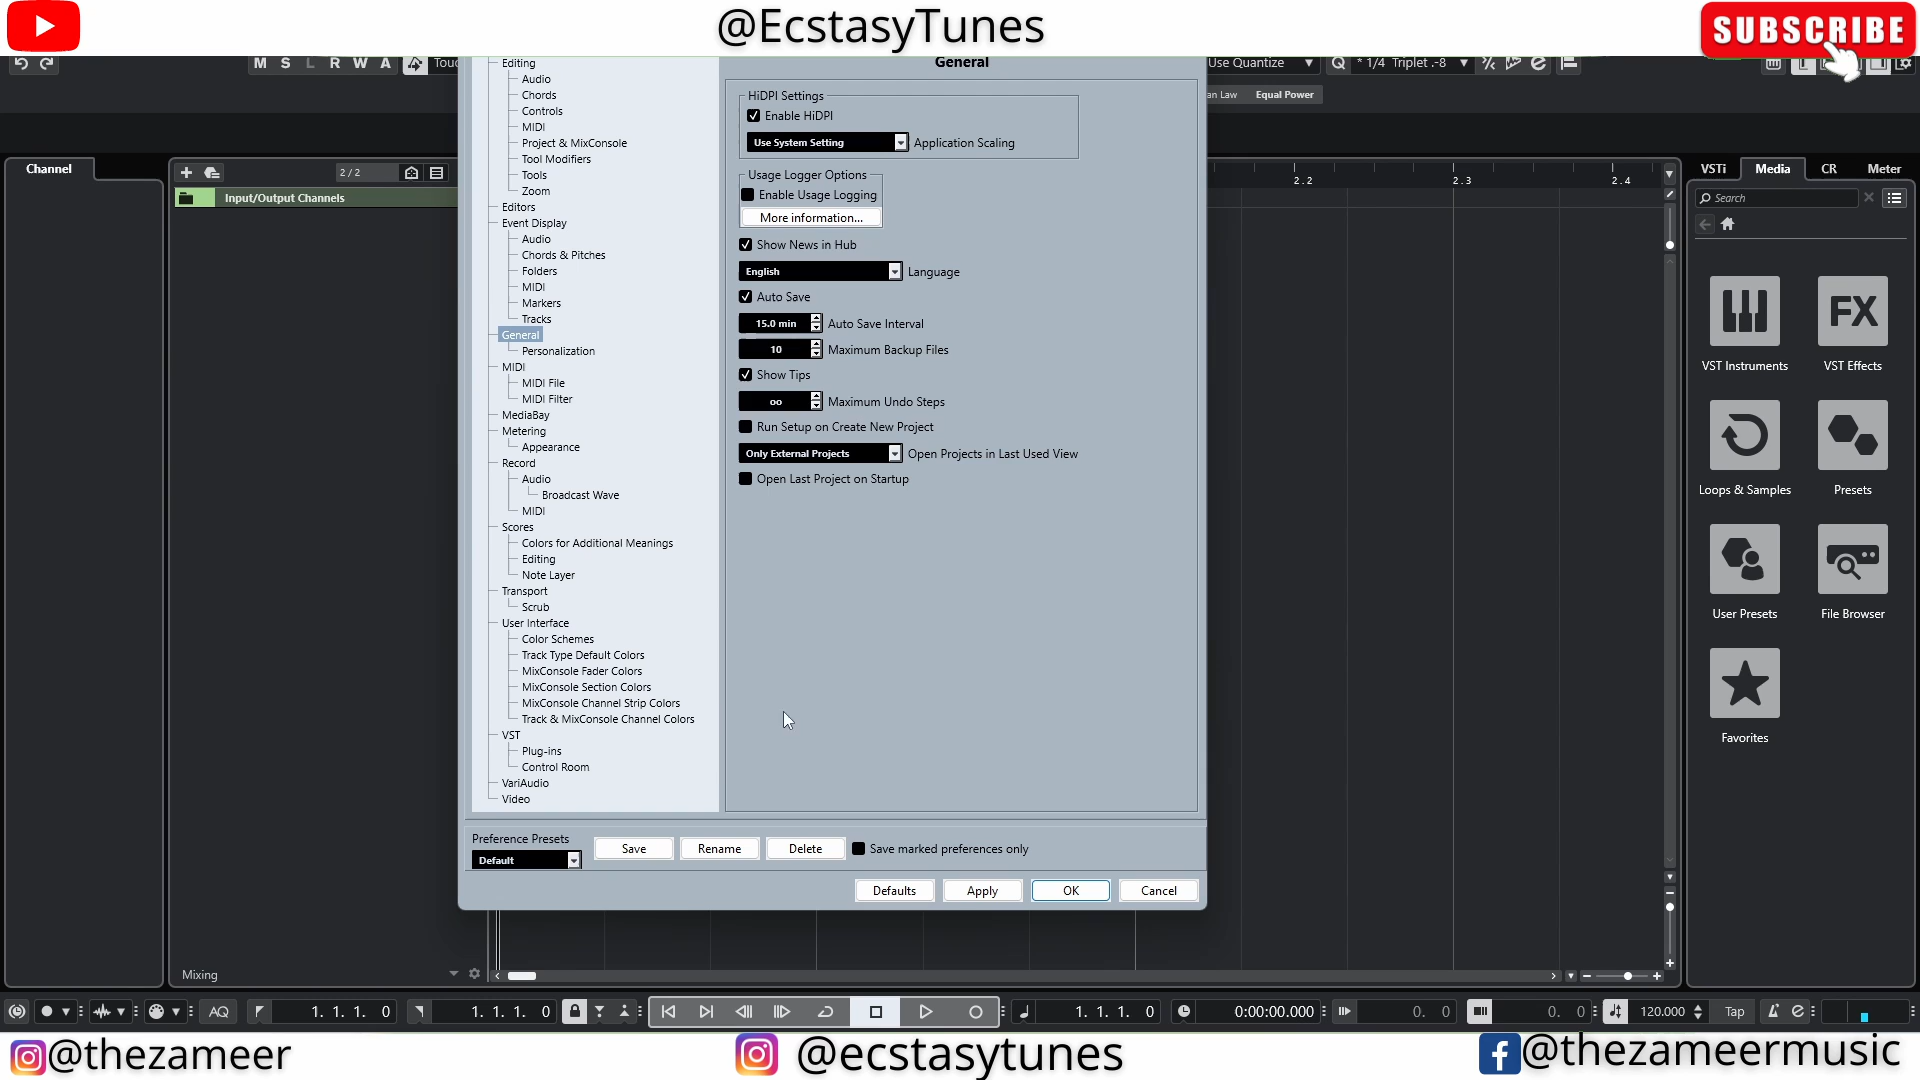 @EcstasyTunes
SUBSCRIBE
M S L R W A
Use Quantize
Q * 1/4 Triplet .-8
Equal Power
General
Editing
Audio
Chords
Controls
MIDI
Project & MixConsole
Tool Modifiers
Tools
Zoom
Editors
Event Display
Audio
Chords & Pitches
Folders
MIDI
Markers
Tracks
General
Personalization
MIDI
MIDI File
MIDI Filter
MediaBay
Metering
Appearance
Record
Audio
Broadcast Wave
MIDI
Scores
Colors for Additional Meanings
Editing
Note Layer
Transport
Scrub
User Interface
Color Schemes
Track Type Default Colors
MixConsole Fader Colors
MixConsole Section Colors
MixConsole Channel Strip Colors
Track & MixConsole Channel Colors
VST
Plug-ins
Control Room
VariAudio
Video
HiDPI Settings
Enable HiDPI
Use System Setting Application Scaling
Usage Logger Options
Enable Usage Logging
More information...
Show News in Hub
English Language
Auto Save
15.0 min Auto Save Interval
10 Maximum Backup Files
Show Tips
oo Maximum Undo Steps
Run Setup on Create New Project
Only External Projects Open Projects in Last Used View
Open Last Project on Startup
Preference Presets
Default
Save Rename Delete
Save marked preferences only
Defaults Apply OK Cancel
Channel
2 / 2
Input/Output Channels
Mixing
2.2 2.3 2.4
VSTi Media CR Meter
Search
VST Instruments VST Effects
Loops & Samples Presets
User Presets File Browser
Favorites
AQ
1. 1. 1. 0
1. 1. 1. 0
1. 1. 1. 0
0:00:00.000
0. 0
0. 0
120.000
Tap
@thezameer
@ecstasytunes
@thezameermusic